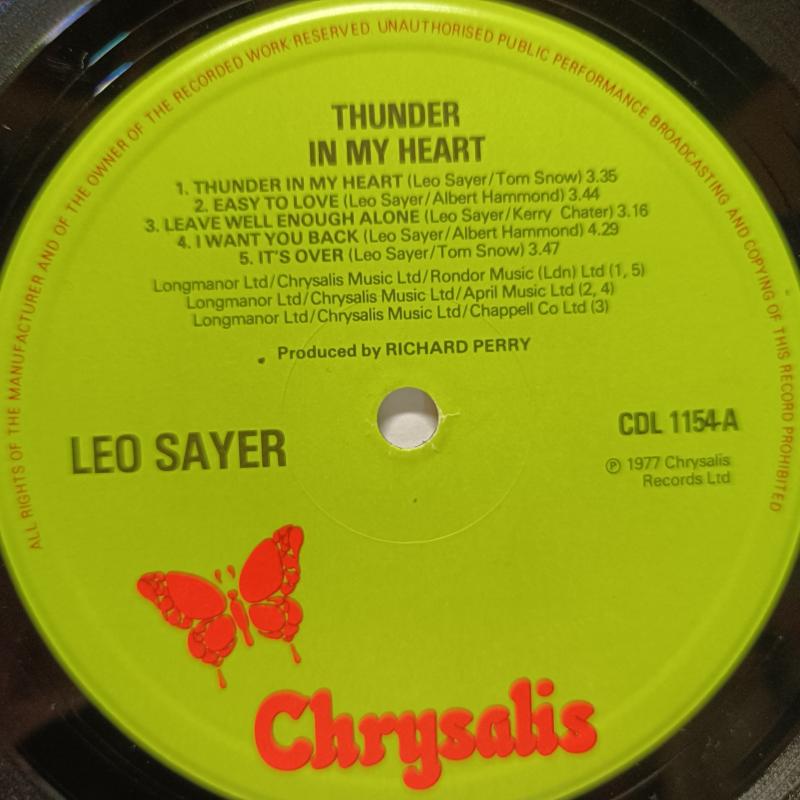 ALL RIGHTS OF THE MANUFACTURER AND OF THE OWNER OF THE RECORDED WORK RESERVED. UNAUTHORISED PUBLIC PERFORMANCE BROADCASTING AND COPYING OF THIS RECORD PROHIBITED
THUNDER
IN MY HEART
1. THUNDER IN MY HEART (Leo Sayer/Tom Snow) 3.35
2. EASY TO LOVE (Leo Sayer/Albert Hammond) 3.44
3. LEAVE WELL ENOUGH ALONE (Leo Sayer/Kerry Chater) 3.16
4. I WANT YOU BACK (Leo Sayer/Albert Hammond) 4.29
5. IT'S OVER (Leo Sayer/Tom Snow) 3.47
Longmanor Ltd/Chrysalis Music Ltd/Rondor Music (Ldn) Ltd (1, 5)
Longmanor Ltd/Chrysalis Music Ltd/April Music Ltd (2, 4)
Longmanor Ltd/Chrysalis Music Ltd/Chappell Co Ltd (3)
Produced by RICHARD PERRY
LEO SAYER
CDL 1154-A
℗ 1977 Chrysalis
Records Ltd
Chrysalis